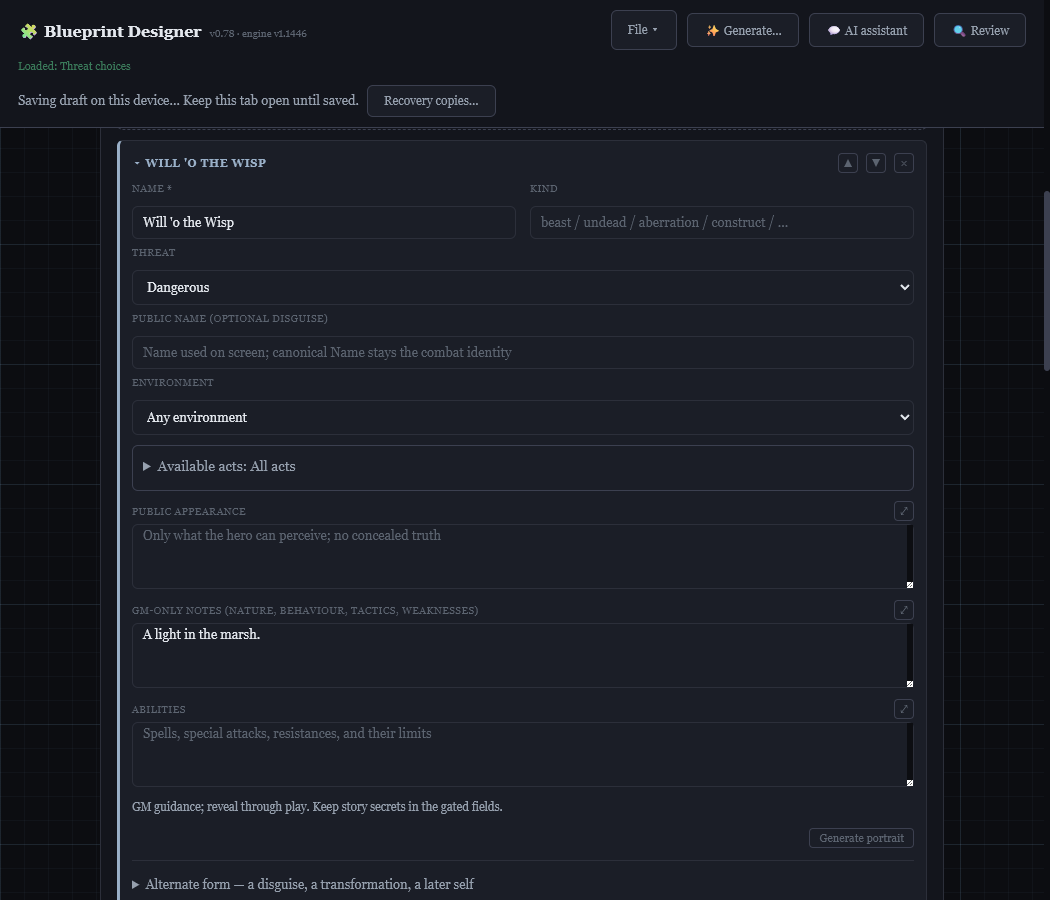 Blueprint Designer v0.78 · engine v1.1446
File ▾
✨ Generate...
💬 AI assistant
🔍 Review
Loaded: Threat choices
Saving draft on this device... Keep this tab open until saved.
Recovery copies...
WILL 'O THE WISP
▲ ▼ ×
NAME * KIND
Will 'o the Wisp beast / undead / aberration / construct / ...
THREAT
Dangerous
PUBLIC NAME (OPTIONAL DISGUISE)
Name used on screen; canonical Name stays the combat identity
ENVIRONMENT
Any environment
▶ Available acts: All acts
PUBLIC APPEARANCE
Only what the hero can perceive; no concealed truth
GM-ONLY NOTES (NATURE, BEHAVIOUR, TACTICS, WEAKNESSES)
A light in the marsh.
ABILITIES
Spells, special attacks, resistances, and their limits
GM guidance; reveal through play. Keep story secrets in the gated fields.
Generate portrait
▶ Alternate form — a disguise, a transformation, a later self